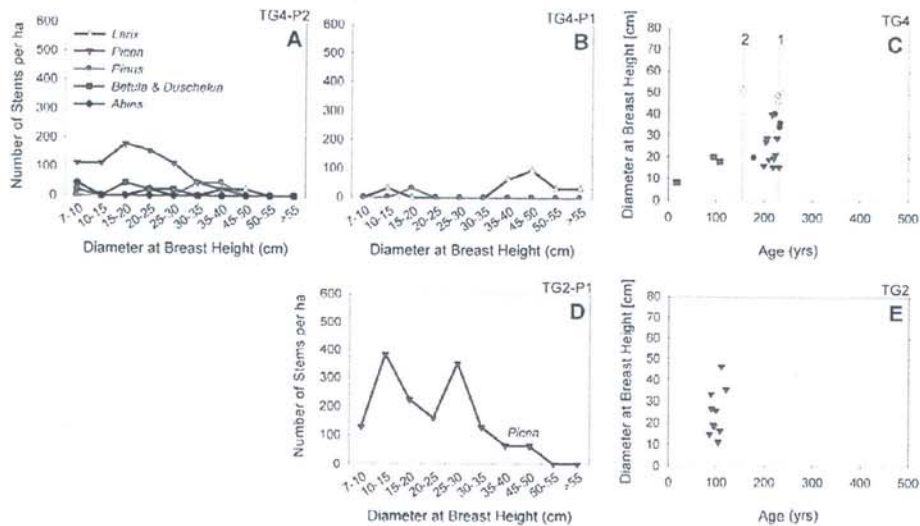 TG4-P2
A
Number of Stems per ha
600
500
400
300
200
100
0
Larix
Picea
Pinus
Betula & Duschekia
Abies
7-10
10-15
15-20
20-25
25-30
30-35
35-40
45-50
50-55
>55
Diameter at Breast Height (cm)
TG4-P1
B
600
500
400
300
200
100
0
7-10
10-15
15-20
20-25
25-30
30-35
35-40
45-50
50-55
>55
Diameter at Breast Height (cm)
TG4
C
2 1
Diameter at Breast Height [cm]
80
70
60
50
40
30
20
10
0
0 100 200 300 400 500
Age (yrs)
TG2-P1
D
Number of Stems per ha
600
500
400
300
200
100
0
Picea
7-10
10-15
15-20
20-25
25-30
30-35
35-40
45-50
50-55
>55
Diameter at Breast Height (cm)
TG2
E
Diameter at Breast Height [cm]
80
70
60
50
40
30
20
10
0
0 100 200 300 400 500
Age (yrs)